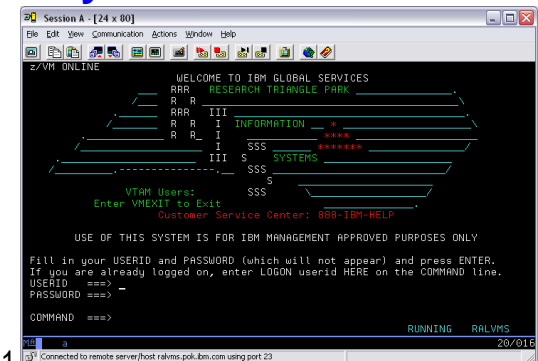 Session A - [24 x 80]
File Edit View Communication Actions Window Help
z/VM ONLINE
WELCOME TO IBM GLOBAL SERVICES
RRR RESEARCH TRIANGLE PARK
R R
RRR III
R R I INFORMATION *
R R I ****
I SSS *******
III S SYSTEMS
SSS
S
VTAM Users: SSS
Enter VMEXIT to Exit
Customer Service Center: 888-IBM-HELP
USE OF THIS SYSTEM IS FOR IBM MANAGEMENT APPROVED PURPOSES ONLY
Fill in your USERID and PASSWORD (which will not appear) and press ENTER.
If you are already logged on, enter LOGON userid HERE on the COMMAND line.
USERID ===> _
PASSWORD ===>
COMMAND ===>
RUNNING RALVMS
MA a 20/016
1 Connected to remote server/host ralvms.pok.ibm.com using port 23